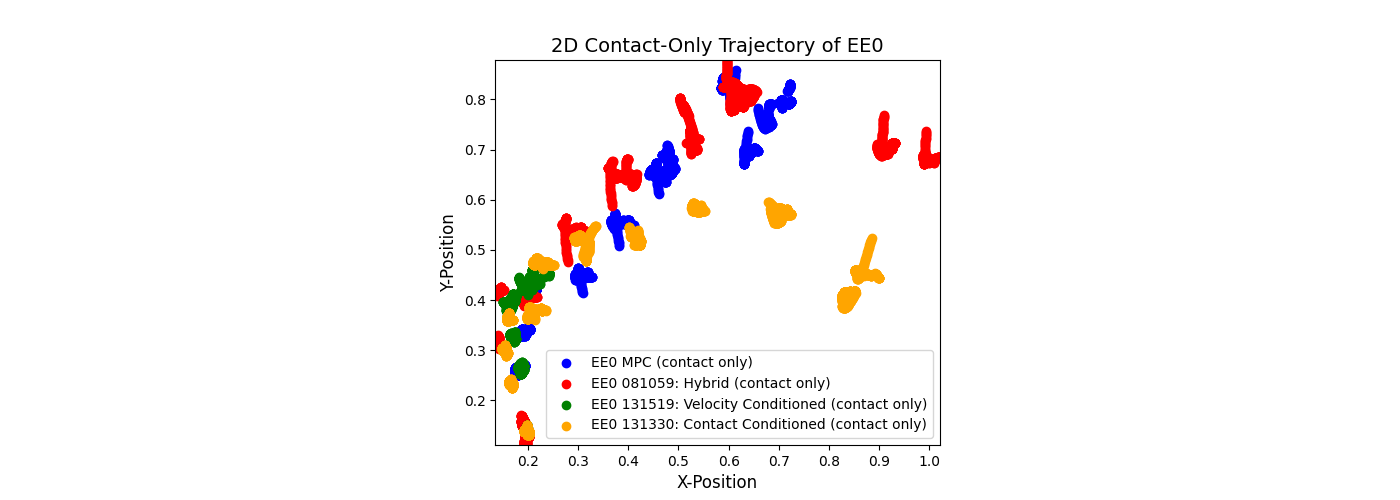 2D Contact-Only Trajectory of EE0
Y-Position
0.8
0.7
0.6
0.5
0.4
0.3
0.2
EE0 MPC (contact only)
EE0 081059: Hybrid (contact only)
EE0 131519: Velocity Conditioned (contact only)
EE0 131330: Contact Conditioned (contact only)
0.2 0.3 0.4 0.5 0.6 0.7 0.8 0.9 1.0
X-Position